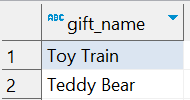 ABC gift_name
1 Toy Train
2 Teddy Bear